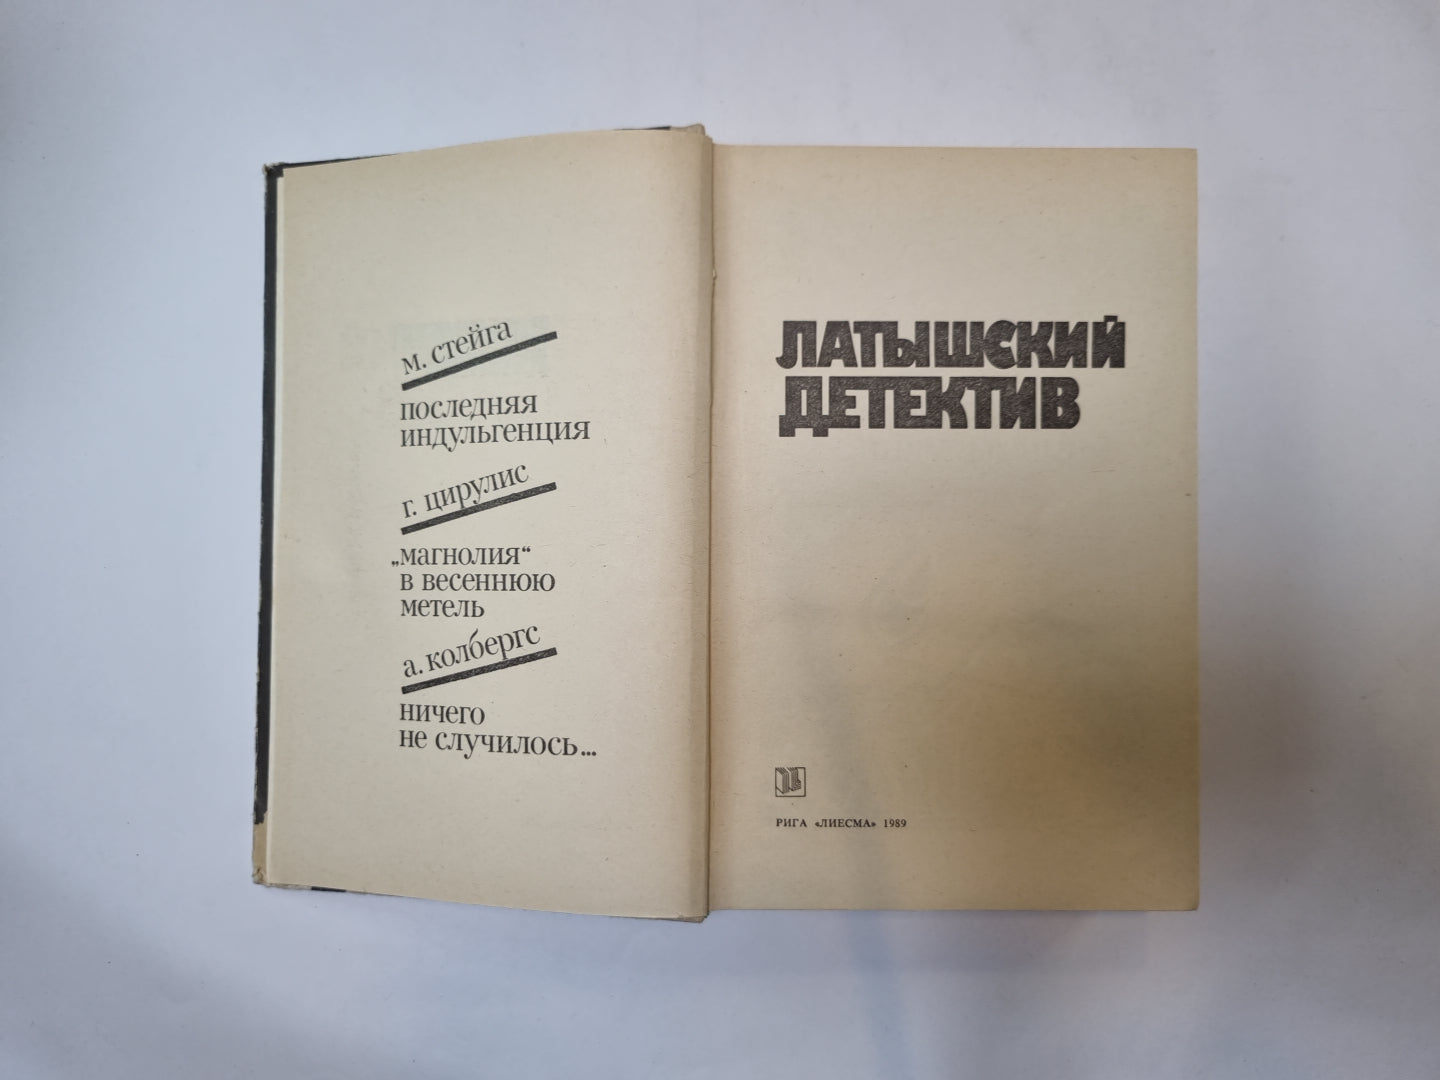 м. стейга
последняя
индульгенция
г. цирулис
„магнолия“
в весеннюю
метель
а. колбергс
ничего
не случилось...
ЛАТЫШСКИЙ
ДЕТЕКТИВ
РИГА «ЛИЕСМА» 1989